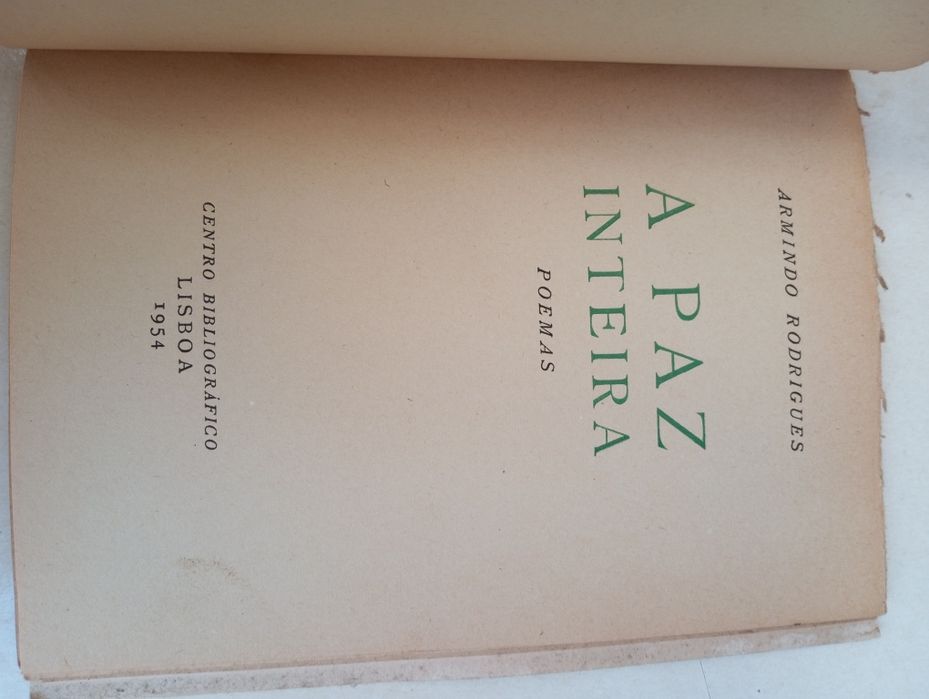 ARMINDO RODRIGUES
A PAZ
INTEIRA
POEMAS
CENTRO BIBLIOGRÁFICO
LISBOA
1954